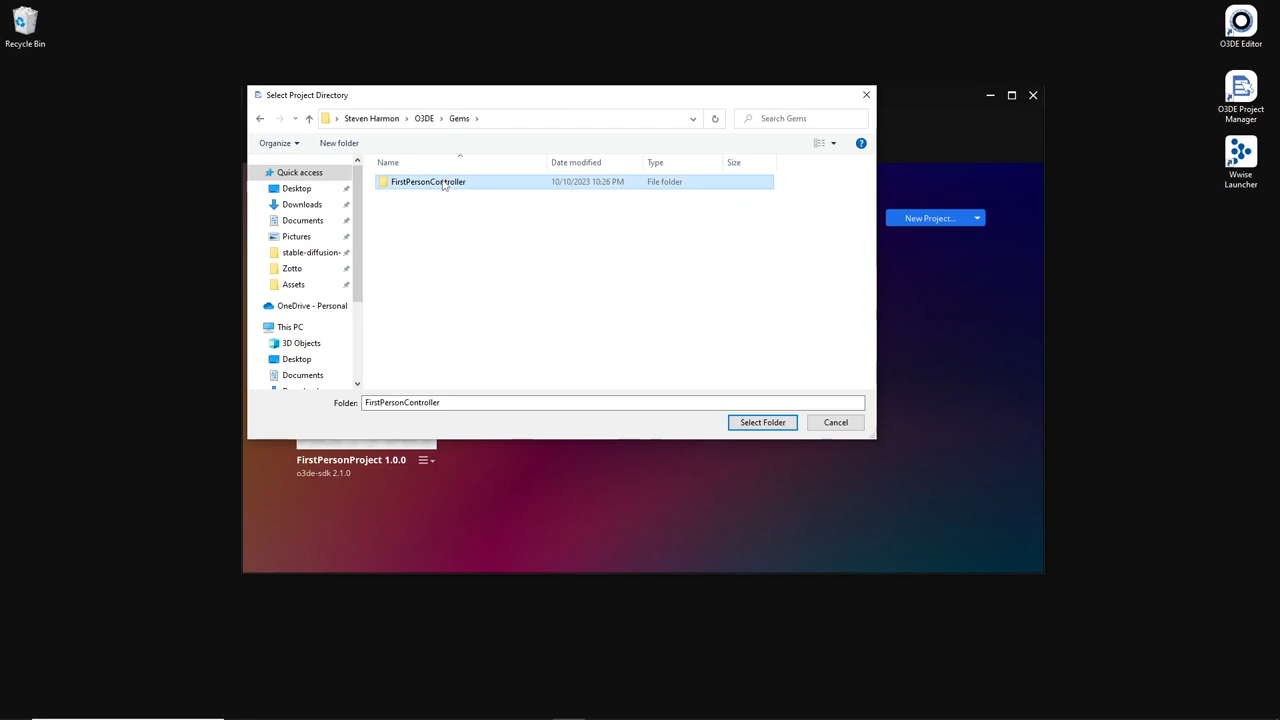 Recycle Bin
O3DE Editor
O3DE Project
Manager
Wwise
Launcher
Select Project Directory
Steven Harmon
O3DE
Gems
Search Gems
Organize
New folder
Name
Date modified
Type
Size
FirstPersonController
10/10/2023 10:26 PM
File folder
Quick access
Desktop
Downloads
Documents
Pictures
stable-diffusion-
Zotto
Assets
OneDrive - Personal
This PC
3D Objects
Desktop
Documents
New Project...
Folder:
FirstPersonController
Select Folder
Cancel
FirstPersonProject 1.0.0
o3de-sdk 2.1.0